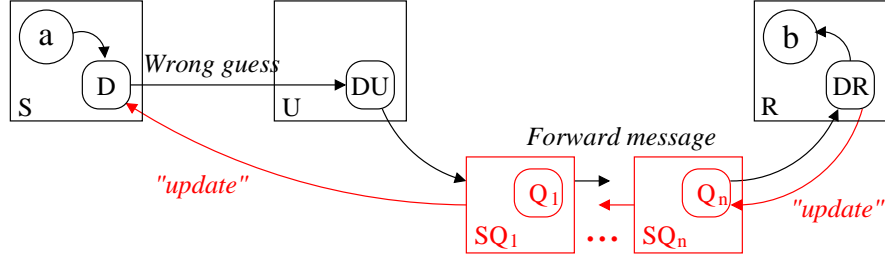 a
b
Wrong guess
D
DU
DR
S
U
R
Forward message
"update"
Q1
Qn
"update"
SQ1
...
SQn